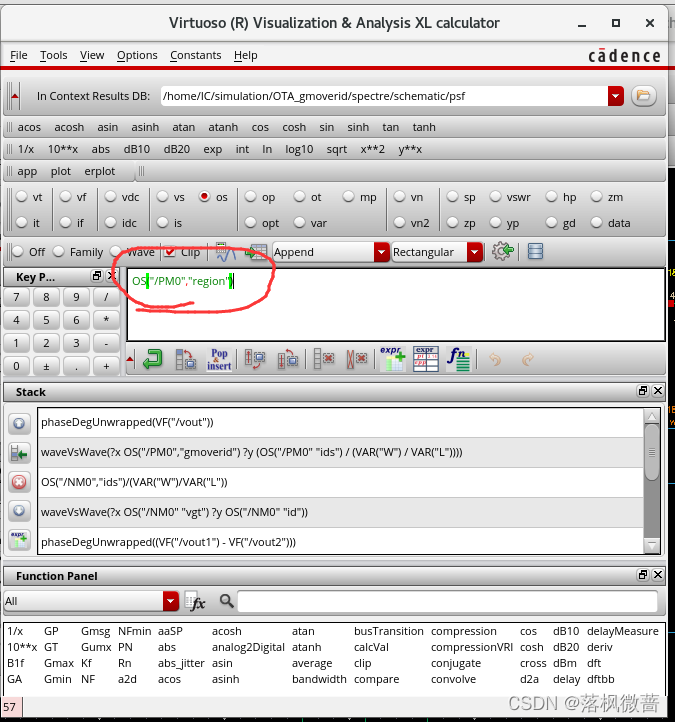 Virtuoso (R) Visualization & Analysis XL calculator
File Tools View Options Constants Help
cādence
In Context Results DB: /home/IC/simulation/OTA_gmoverid/spectre/schematic/psf
acos acosh asin asinh atan atanh cos cosh sin sinh tan tanh
1/x 10**x abs dB10 dB20 exp int ln log10 sqrt x**2 y**x
app plot erplot
vt vf vdc vs os op ot mp vn sp vswr hp zm
it if idc is opt var vn2 zp yp gd data
Off Family Wave Clip Append Rectangular
Key P...
OS("/PM0","region")
7 8 9 /
4 5 6 *
1 2 3 -
0 ± . +
Pop & insert
expr
expr
fn
Stack
phaseDegUnwrapped(VF("/vout"))
waveVsWave(?x OS("/PM0","gmoverid") ?y (OS("/PM0" "ids") / (VAR("W") / VAR("L"))))
OS("/NM0","ids")/(VAR("W")/VAR("L"))
waveVsWave(?x OS("/NM0" "vgt") ?y OS("/NM0" "id"))
phaseDegUnwrapped((VF("/vout1") - VF("/vout2")))
expr
Function Panel
All
fx
1/x GP Gmsg NFmin aaSP acosh atan busTransition compression cos dB10 delayMeasure
10**x GT Gumx PN abs analog2Digital atanh calcVal compressionVRI cosh dB20 deriv
B1f Gmax Kf Rn abs_jitter asin average clip conjugate cross dBm dft
GA Gmin NF a2d acos asinh bandwidth compare convolve d2a delay dftbb
57
CSDN @落枫微蔷